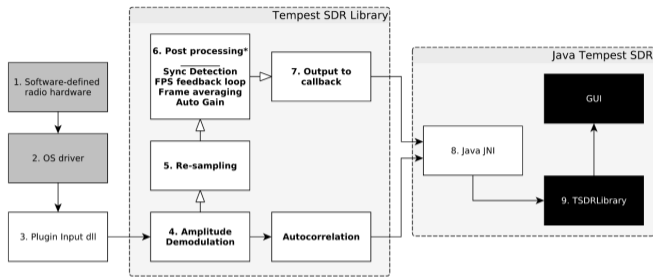 Tempest SDR Library
1. Software-defined
radio hardware
2. OS driver
3. Plugin Input dll
6. Post processing*
Sync Detection
FPS feedback loop
Frame averaging
Auto Gain
7. Output to
callback
5. Re-sampling
4. Amplitude
Demodulation
Autocorrelation
Java Tempest SDR
GUI
8. Java JNI
9. TSDRLibrary